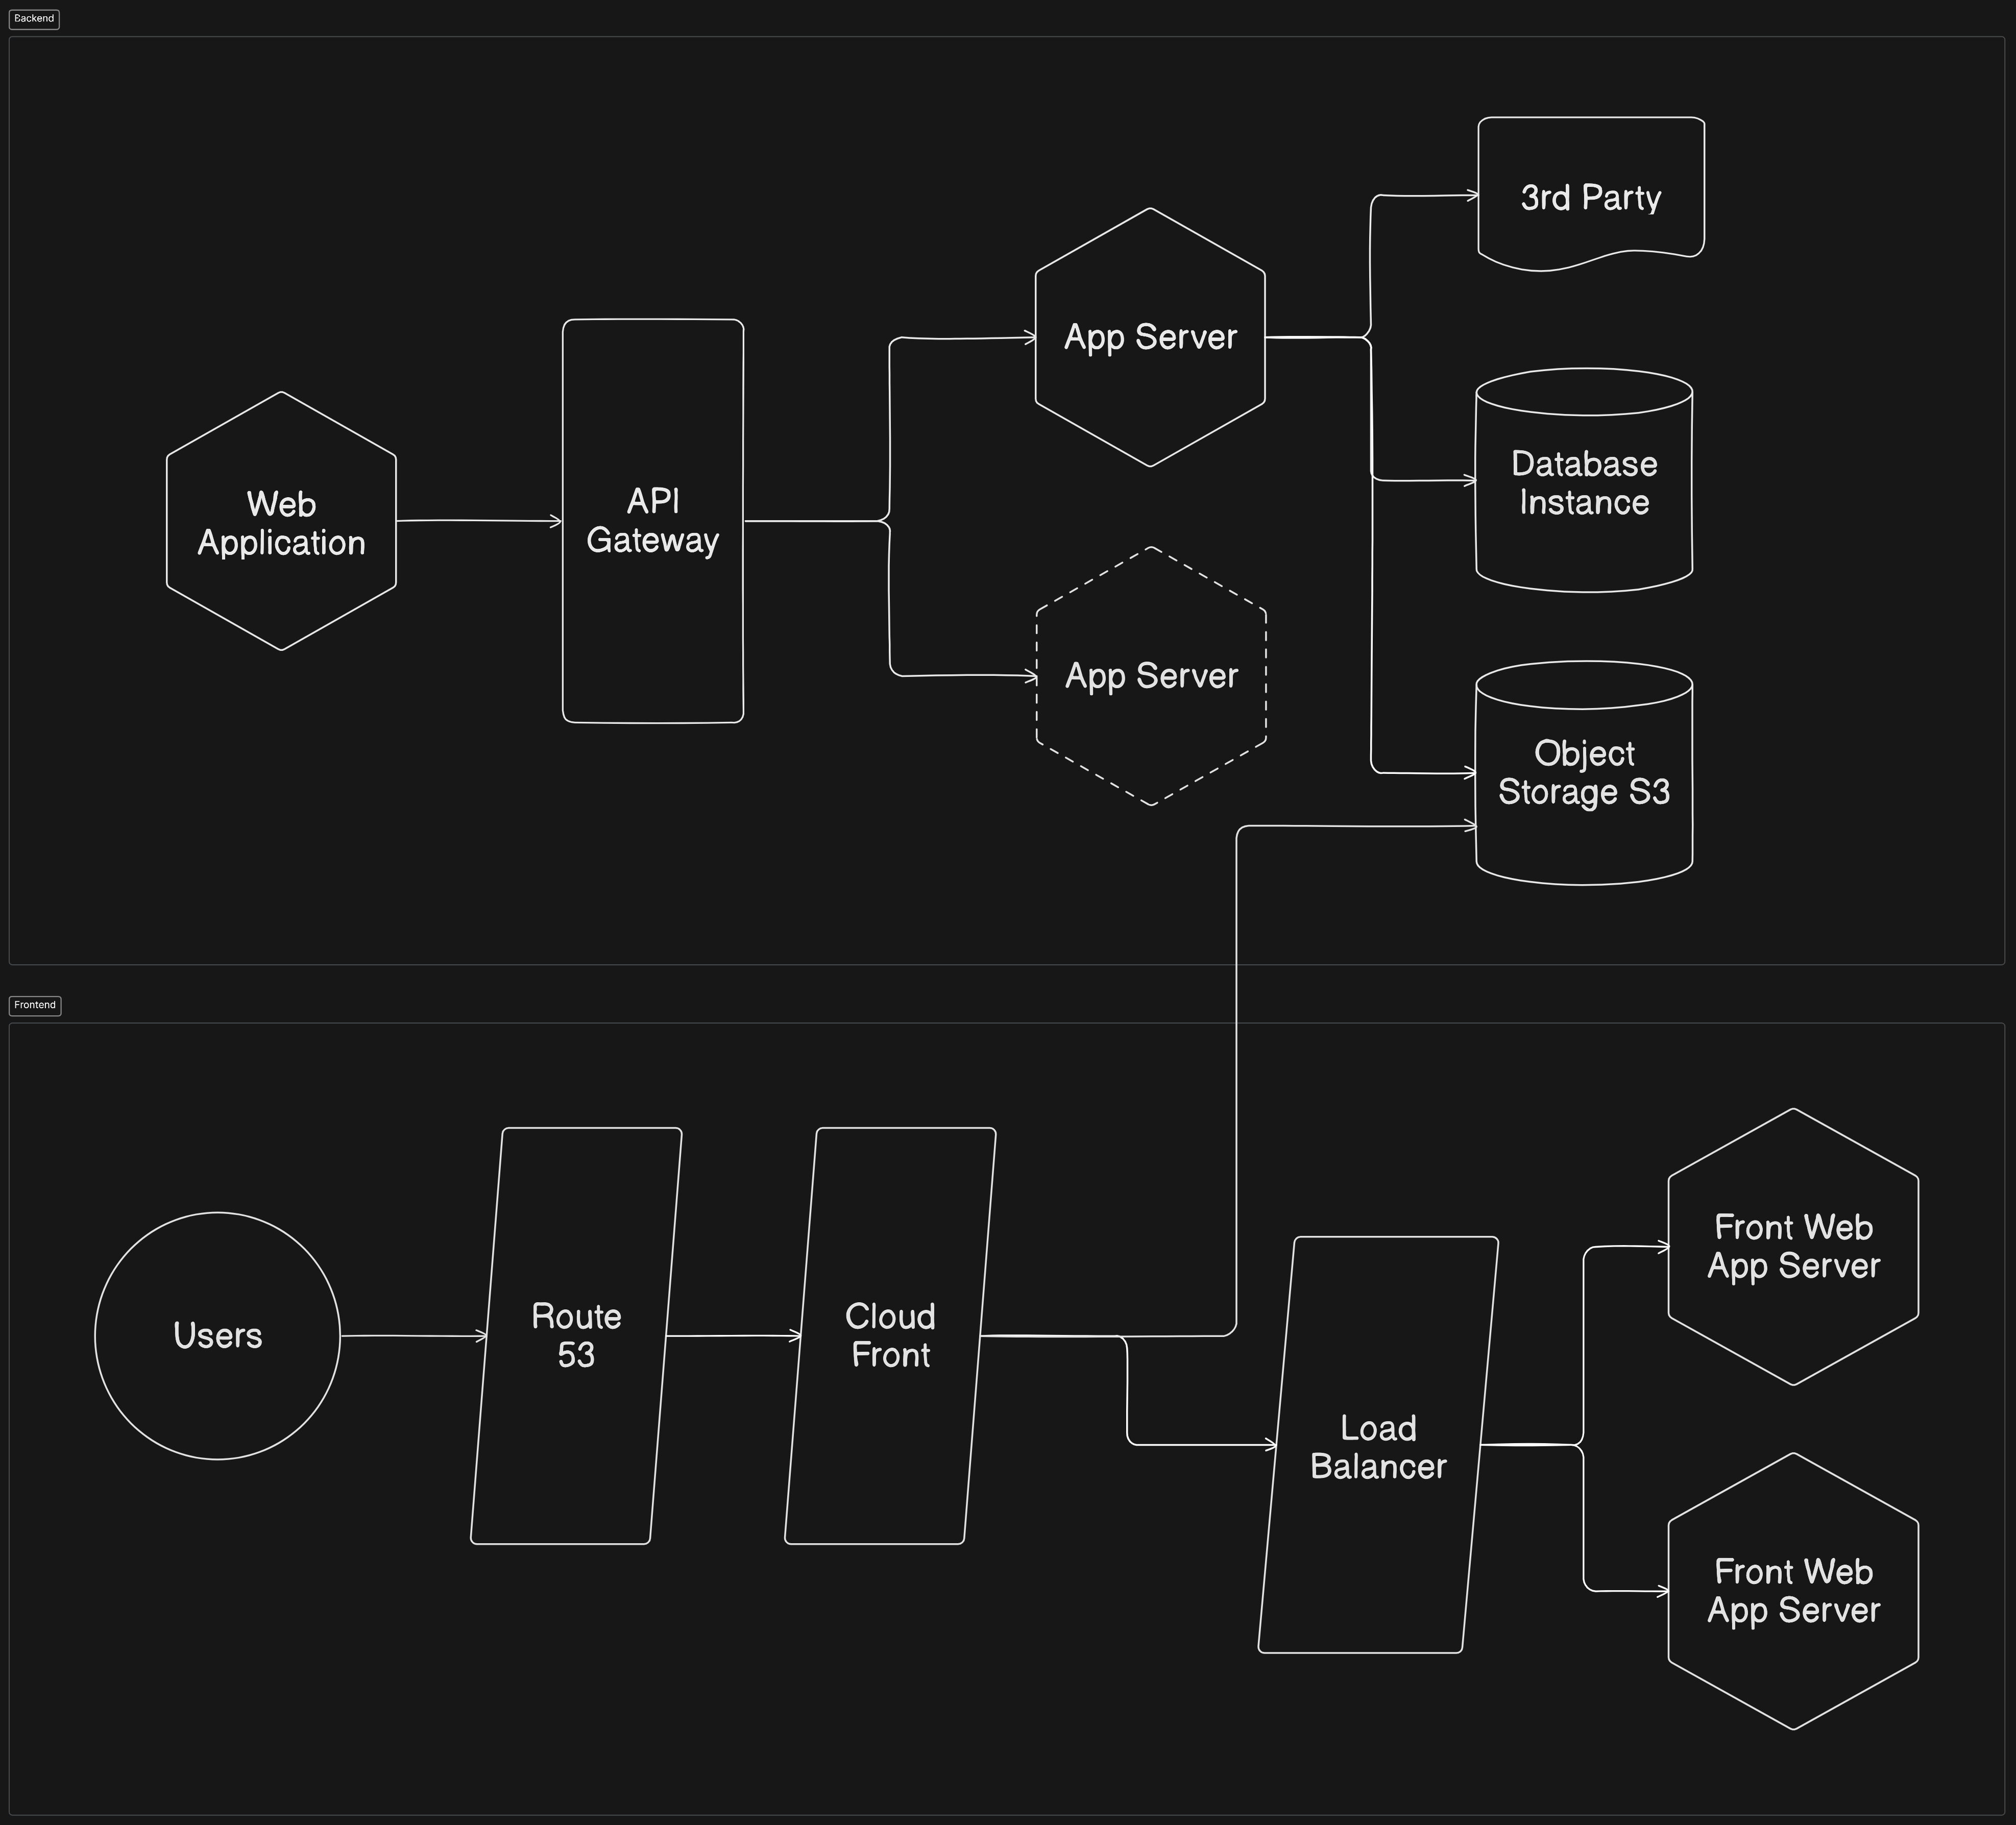 Backend
3rd Party
App Server
Database
Instance
Web
Application
API
Gateway
App Server
Object
Storage S3
Frontend
Front Web
App Server
Users
Route
53
Cloud
Front
Load
Balancer
Front Web
App Server